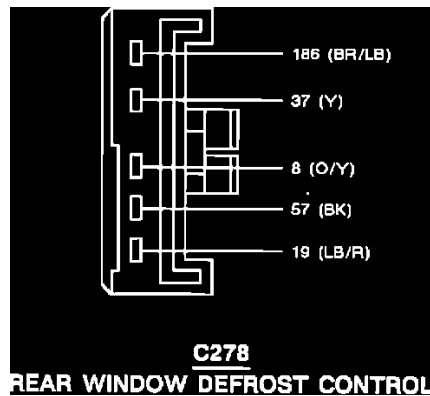 186 (BR/LB)
37 (Y)
8 (O/Y)
57 (BK)
19 (LB/R)
C278
REAR WINDOW DEFROST CONTROL